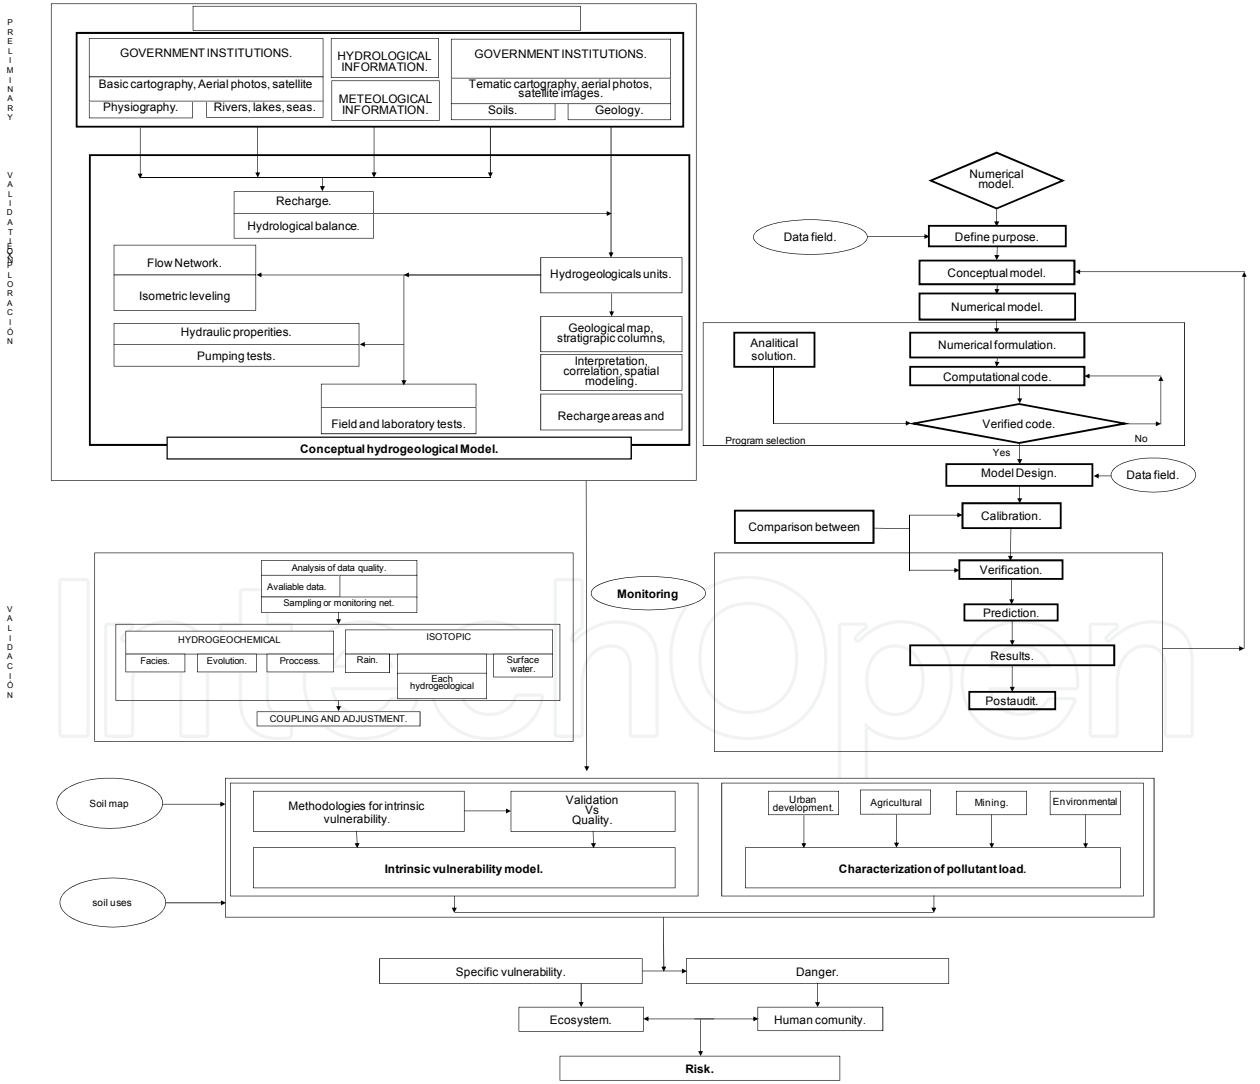 PRELIMINARY
GOVERNMENT INSTITUTIONS.
Basic cartography, Aerial photos, satellite
Physiography.
Rivers, lakes, seas.
HYDROLOGICAL
INFORMATION.
METEOLOGICAL
INFORMATION.
GOVERNMENT INSTITUTIONS.
Tematic cartography, aerial photos,
satellite images.
Soils.
Geology.
Recharge.
Hydrological balance.
Flow Network.
Isometric leveling
Hydrogeologicals units.
Hydraulic properities.
Pumping tests.
Geological map,
stratigrapic columns,
Interpretation,
correlation, spatial
modeling.
Field and laboratory tests.
Recharge areas and
Conceptual hydrogeological Model.
Numerical
model.
Data field.
Define purpose.
Conceptual model.
Numerical model.
Analitical
solution.
Numerical formulation.
Computational code.
Verified code.
Program selection
No
Yes
Model Design.
Data field.
Calibration.
Comparison between
Verification.
Prediction.
Results.
Postaudit.
VALIDACIÓN
Analysis of data quality.
Avaliable data.
Sampling or monitoring net.
HYDROGEOCHEMICAL
Facies.
Evolution.
Proccess.
ISOTOPIC
Rain.
Each
hydrogeological
Surface
water.
COUPLING AND ADJUSTMENT.
Monitoring
IntechOpen
Soil map
soil uses
Methodologies for intrinsic
vulnerability.
Validation
Vs
Quality.
Intrinsic vulnerability model.
Urban
development.
Agricultural
Mining.
Environmental
Characterization of pollutant load.
Specific vulnerability.
Danger.
Ecosystem.
Human comunity.
Risk.